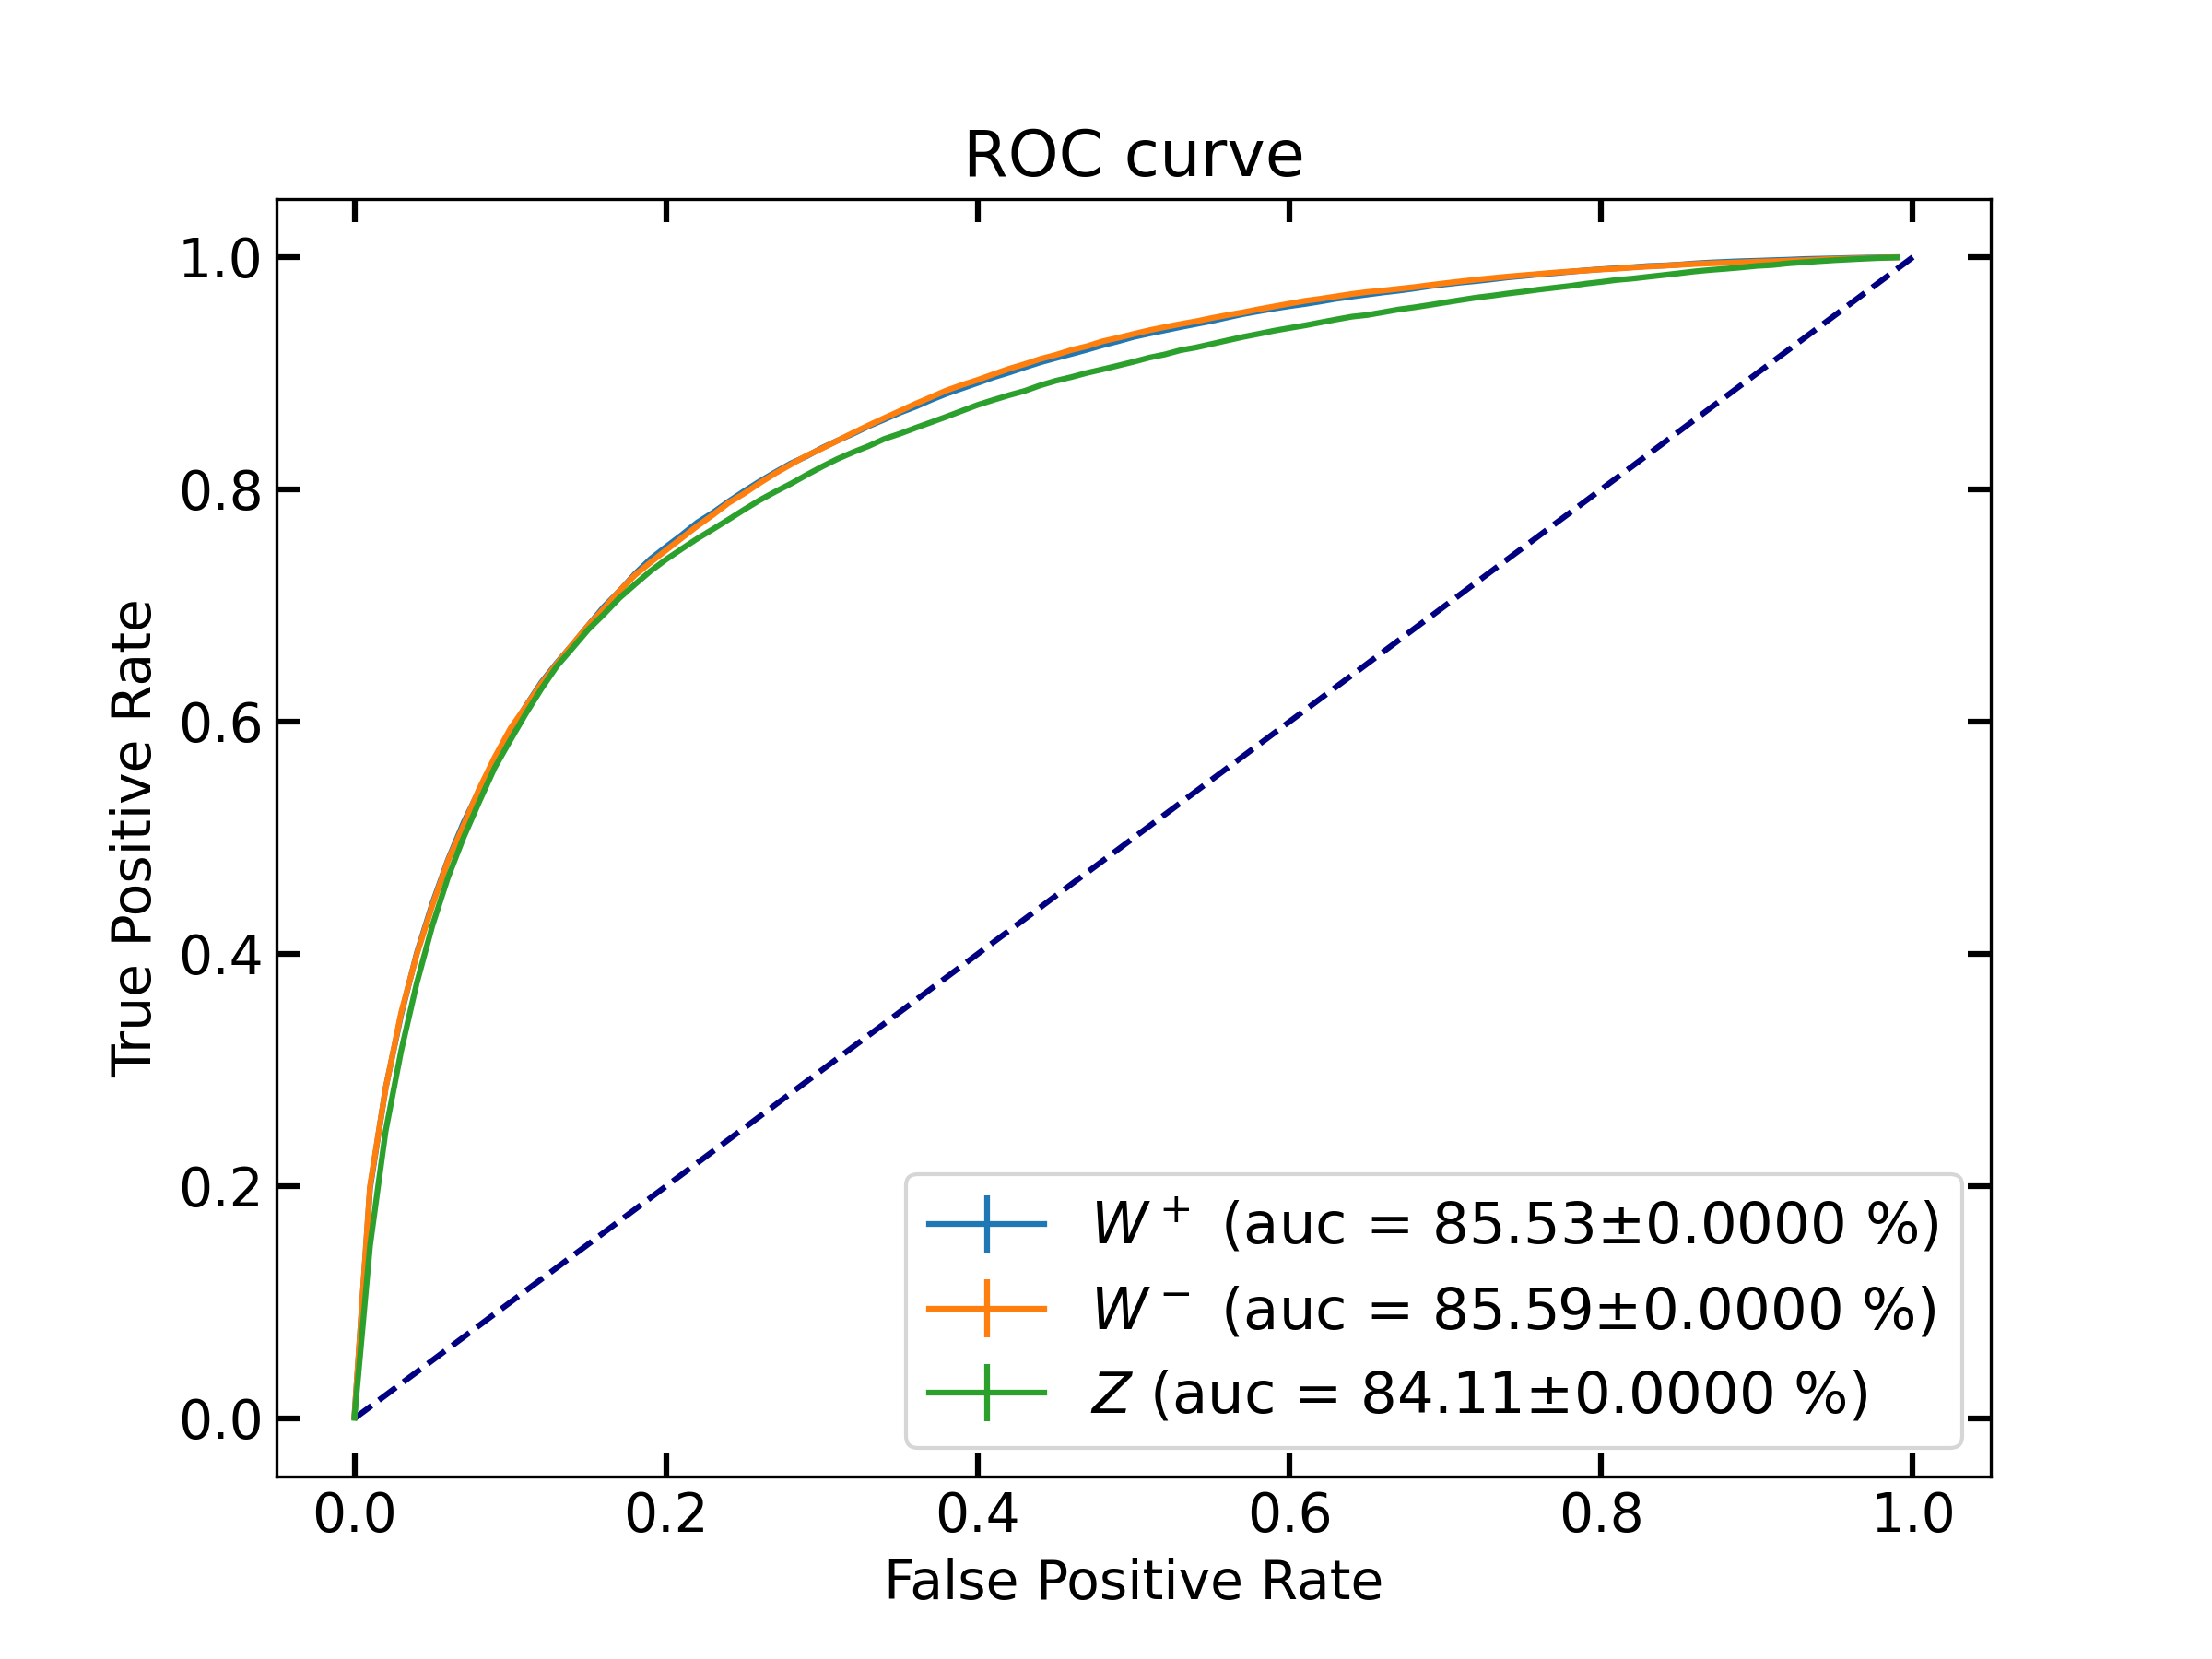 ROC curve
1.0
0.8
0.6
0.4
0.2
0.0
True Positive Rate
W⁺ (auc = 85.53±0.0000 %)
W⁻ (auc = 85.59±0.0000 %)
Z (auc = 84.11±0.0000 %)
0.0 0.2 0.4 0.6 0.8 1.0
False Positive Rate